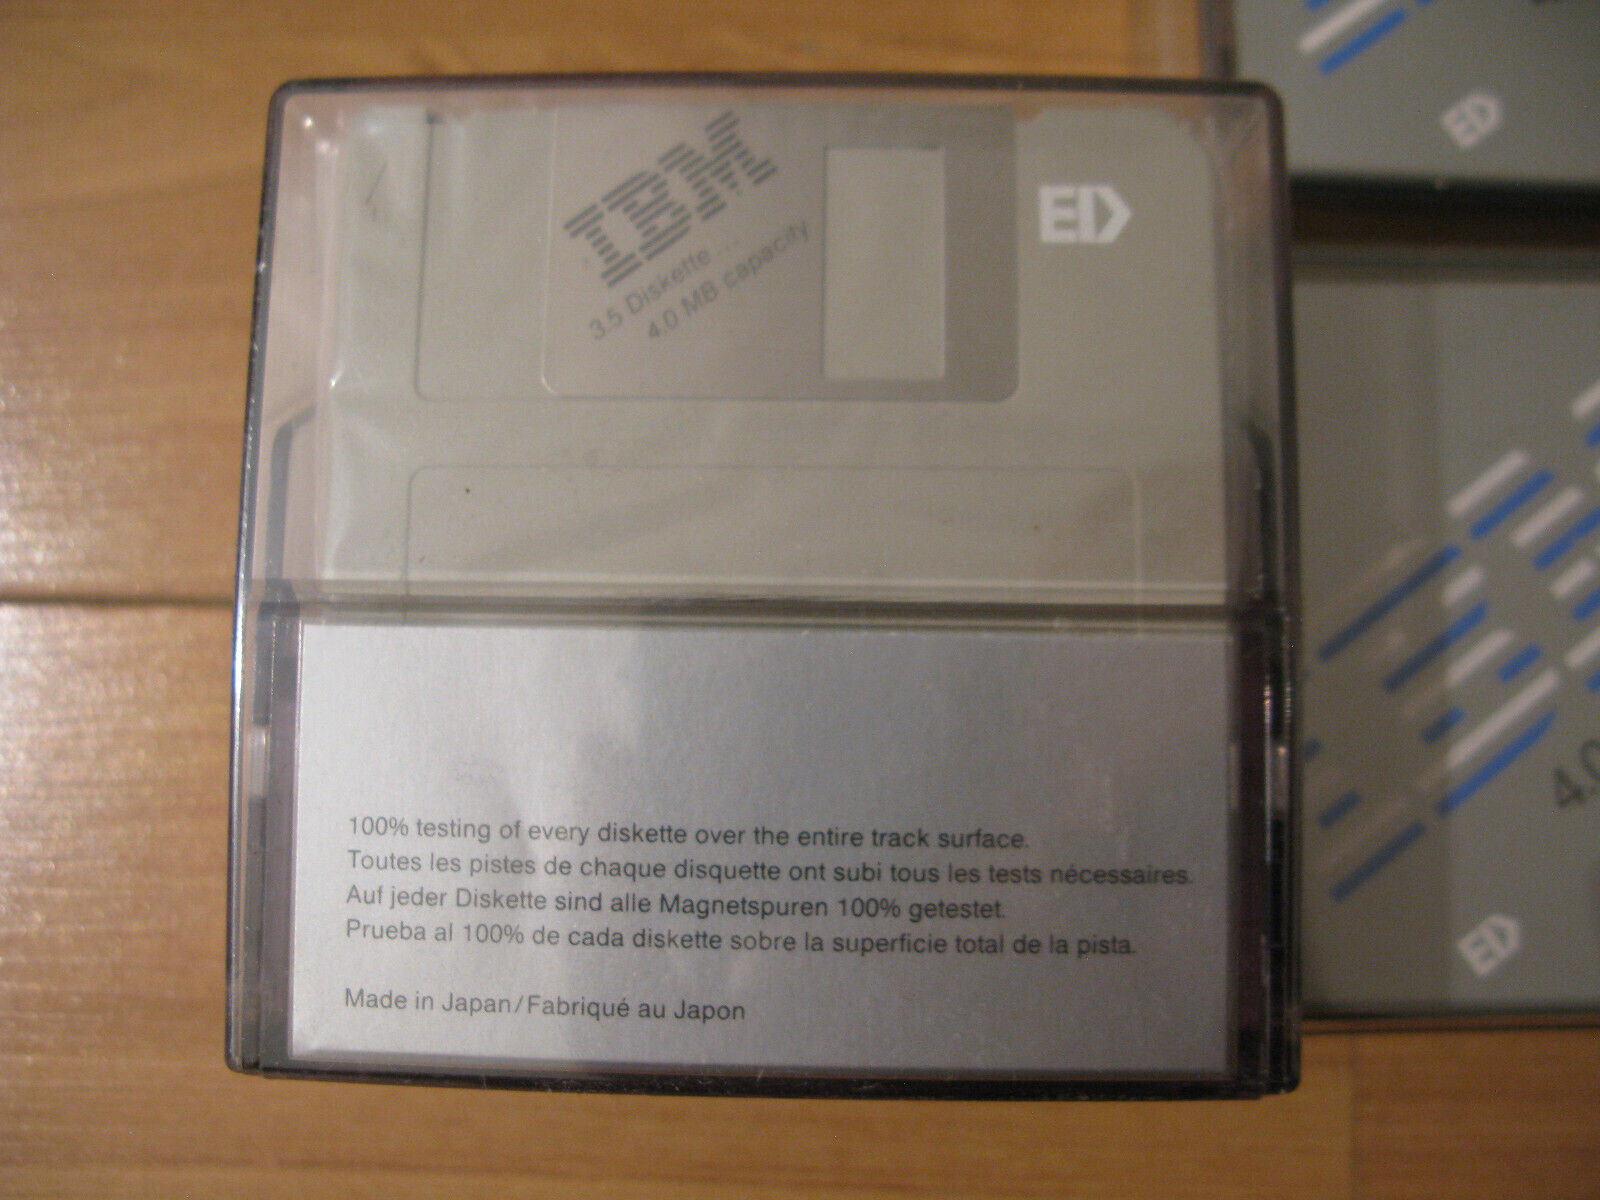 IBM
3.5 Diskette...
4.0 MB capacity
ED
100% testing of every diskette over the entire track surface.
Toutes les pistes de chaque disquette ont subi tous les tests nécessaires.
Auf jeder Diskette sind alle Magnetspuren 100% getestet.
Prueba al 100% de cada diskette sobre la superficie total de la pista.
Made in Japan/Fabriqué au Japon
ED
ED